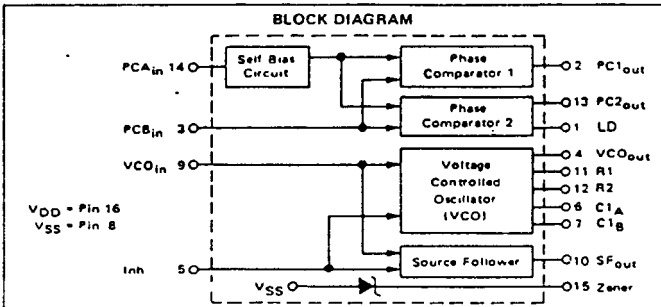 BLOCK DIAGRAM
PCAin 14
Self Bias
Circuit
Phase
Comparator 1
2 PC1out
PCBin 3
Phase
Comparator 2
13 PC2out
1 LD
VCOin 9
Voltage
Controlled
Oscillator
(VCO)
4 VCOout
11 R1
12 R2
6 C1A
7 C1B
VDD = Pin 16
VSS = Pin 8
Inh 5
Source Follower
10 SFout
VSS
15 Zener